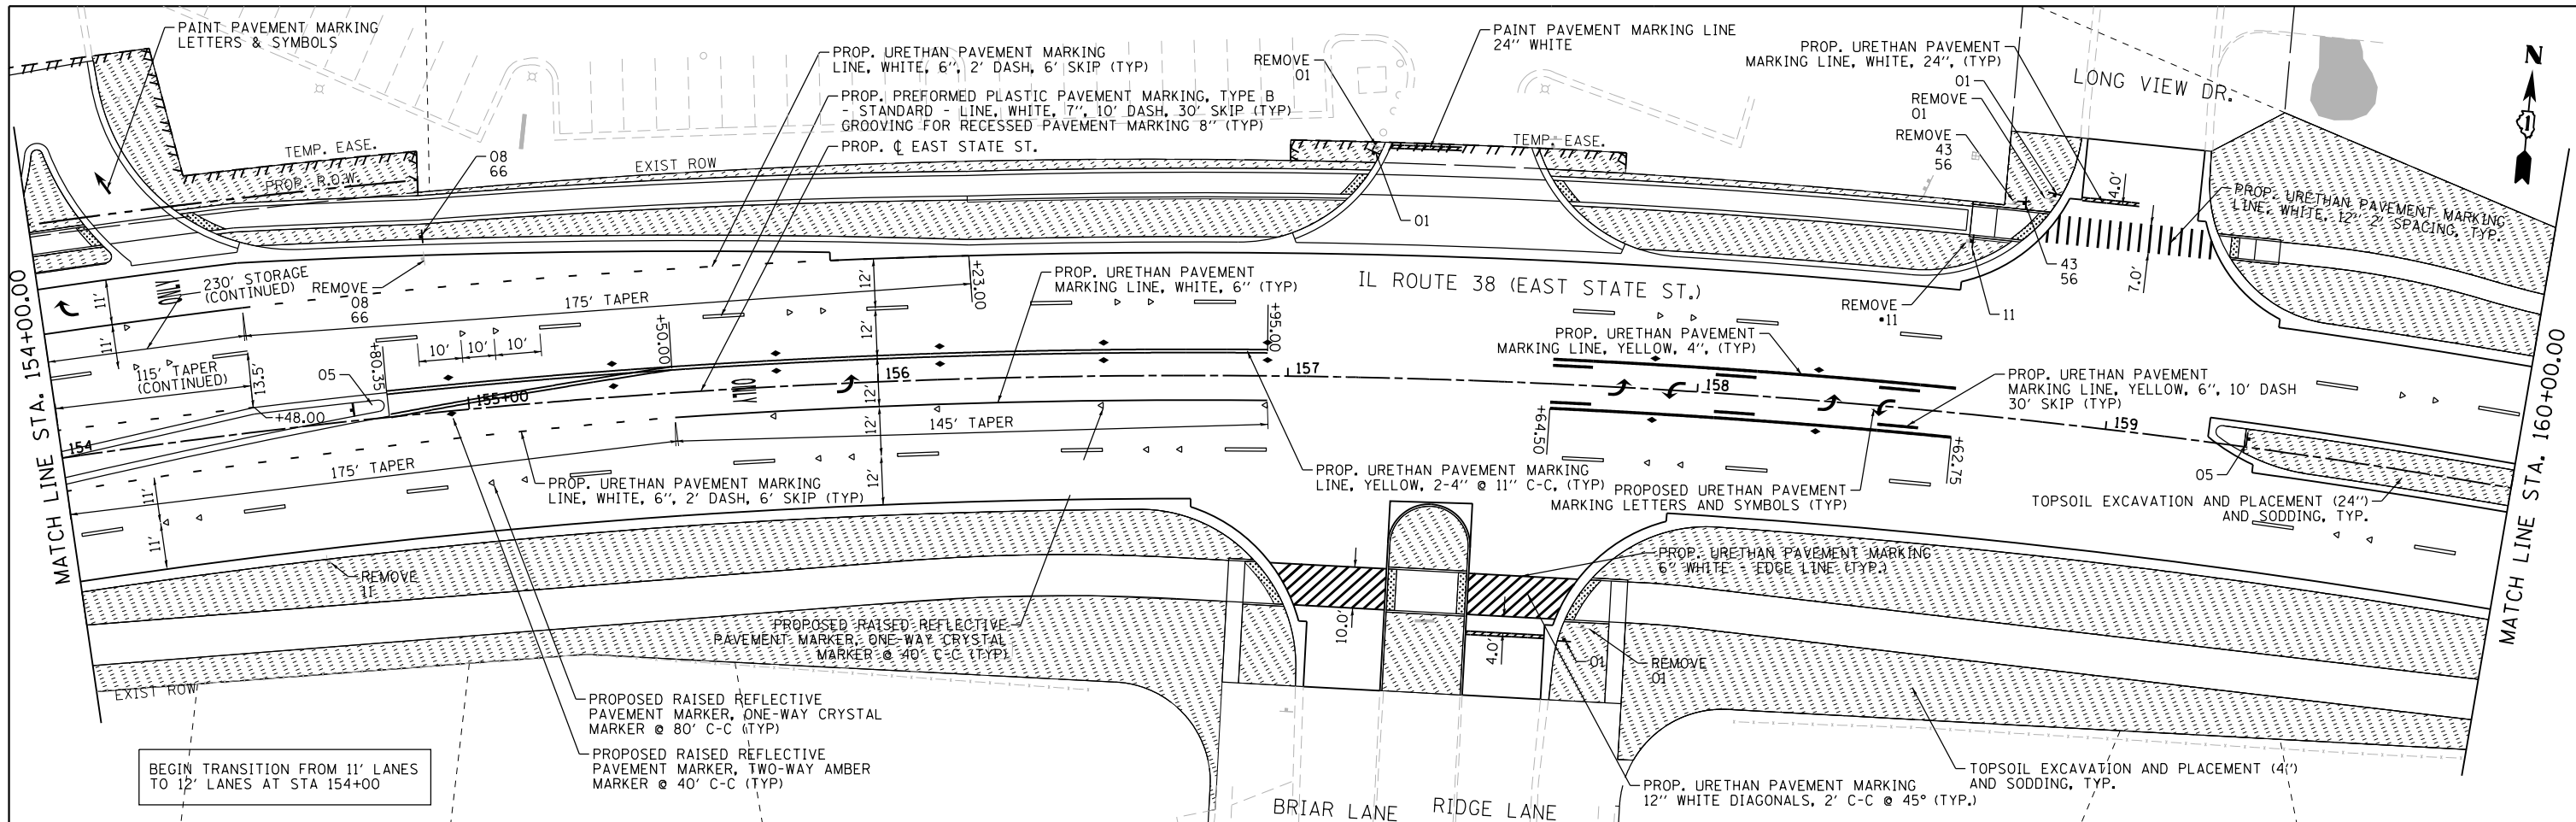 PAINT PAVEMENT MARKING
LETTERS & SYMBOLS
PROP. URETHAN PAVEMENT MARKING
LINE, WHITE, 6", 2' DASH, 6' SKIP (TYP)
PROP. PREFORMED PLASTIC PAVEMENT MARKING, TYPE B
- STANDARD - LINE, WHITE, 7", 10' DASH, 30' SKIP (TYP)
GROOVING FOR RECESSED PAVEMENT MARKING 8" (TYP)
PROP. ℄ EAST STATE ST.
REMOVE
01
PAINT PAVEMENT MARKING LINE
24" WHITE
PROP. URETHAN PAVEMENT
MARKING LINE, WHITE, 24", (TYP)
01
REMOVE
01
REMOVE
43
56
LONG VIEW DR.
N
1
TEMP. EASE.
PROP. R.O.W.
08
66
EXIST ROW
TEMP. EASE.
01
4.0'
PROP. URETHAN PAVEMENT MARKING
LINE, WHITE, 12" 2' SPACING, TYP.
43
56
7.0'
REMOVE
11
11
MATCH LINE STA. 154+00.00
11'
11'
ONLY
230' STORAGE
(CONTINUED)
REMOVE
08
66
175' TAPER
12'
12'
+23.00
PROP. URETHAN PAVEMENT
MARKING LINE, WHITE, 6" (TYP)
IL ROUTE 38 (EAST STATE ST.)
115' TAPER
(CONTINUED)
13.5'
05
+80.35
10'
10'
10'
+50.00
+95.00
PROP. URETHAN PAVEMENT
MARKING LINE, YELLOW, 4", (TYP)
PROP. URETHAN PAVEMENT
MARKING LINE, YELLOW, 6", 10' DASH
30' SKIP (TYP)
+48.00
154
155+00
ONLY
156
157
158
159
12'
12'
12'
145' TAPER
175' TAPER
11'
11'
+64.50
+62.75
PROP. URETHAN PAVEMENT MARKING
LINE, WHITE, 6", 2' DASH, 6' SKIP (TYP)
PROP. URETHAN PAVEMENT MARKING
LINE, YELLOW, 2-4" @ 11" C-C, (TYP)
PROPOSED URETHAN PAVEMENT
MARKING LETTERS AND SYMBOLS (TYP)
05
TOPSOIL EXCAVATION AND PLACEMENT (24")
AND SODDING, TYP.
MATCH LINE STA. 160+00.00
REMOVE
11
PROP. URETHAN PAVEMENT MARKING
6" WHITE - EDGE LINE (TYP.)
10.0'
4.0'
01
REMOVE
01
PROPOSED RAISED REFLECTIVE
PAVEMENT MARKER, ONE-WAY CRYSTAL
MARKER @ 40' C-C (TYP)
EXIST ROW
PROPOSED RAISED REFLECTIVE
PAVEMENT MARKER, ONE-WAY CRYSTAL
MARKER @ 80' C-C (TYP)
PROPOSED RAISED REFLECTIVE
PAVEMENT MARKER, TWO-WAY AMBER
MARKER @ 40' C-C (TYP)
BEGIN TRANSITION FROM 11' LANES
TO 12' LANES AT STA 154+00
TOPSOIL EXCAVATION AND PLACEMENT (4")
AND SODDING, TYP.
PROP. URETHAN PAVEMENT MARKING
12" WHITE DIAGONALS, 2' C-C @ 45° (TYP.)
BRIAR LANE
RIDGE LANE